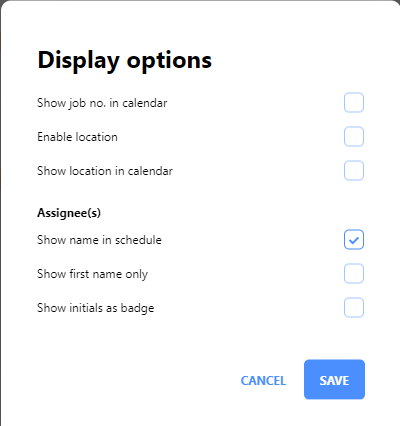 Display options
Show job no. in calendar
Enable location
Show location in calendar
Assignee(s)
Show name in schedule
Show first name only
Show initials as badge
CANCEL SAVE